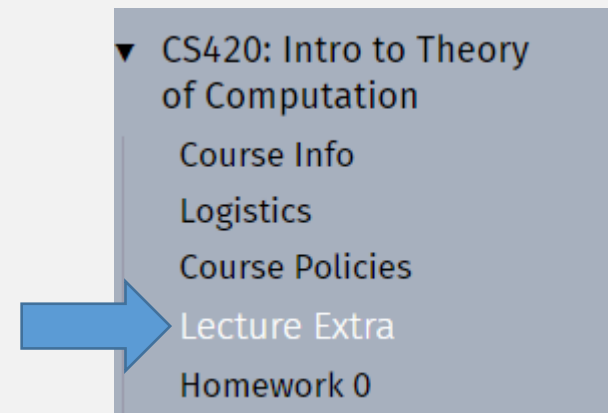 ▼ CS420: Intro to Theory
of Computation
Course Info
Logistics
Course Policies
Lecture Extra
Homework 0